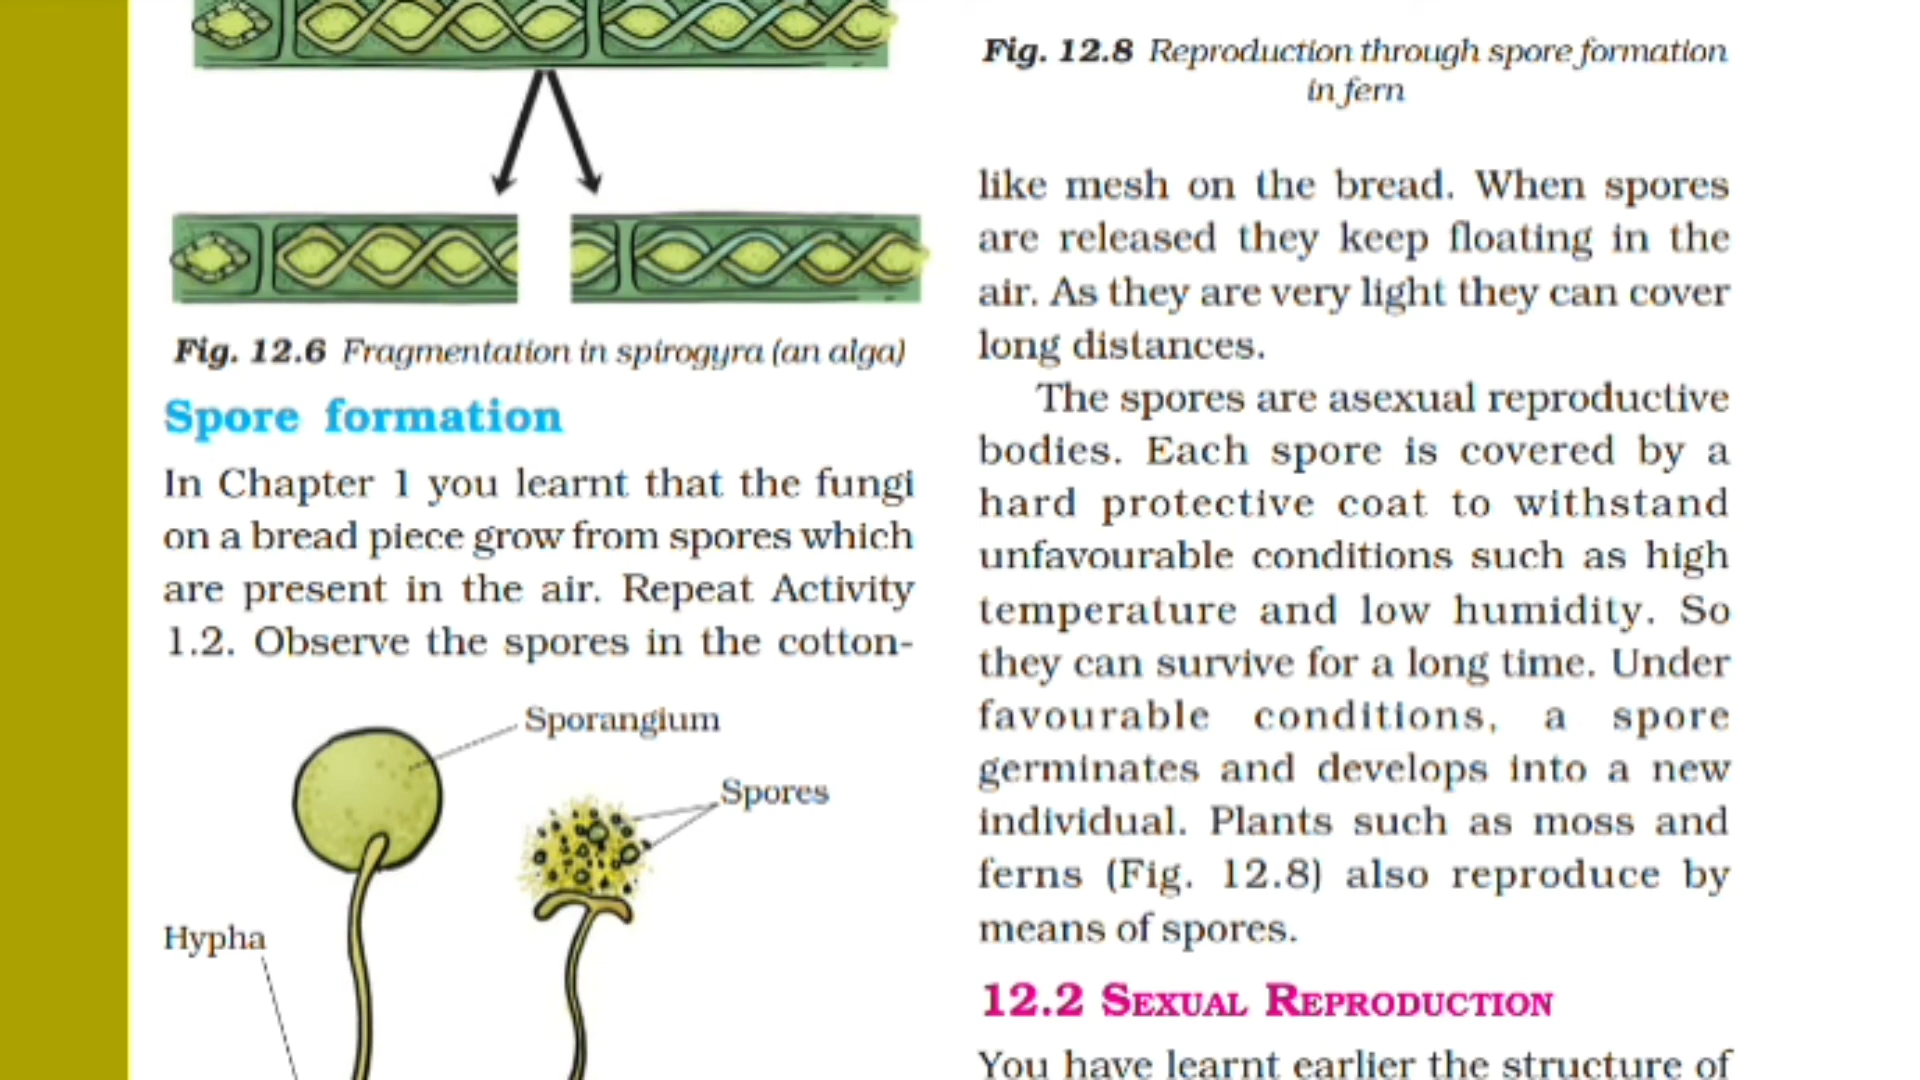 Fig. 12.6 Fragmentation in spirogyra (an alga)
Spore formation
In Chapter 1 you learnt that the fungi
on a bread piece grow from spores which
are present in the air. Repeat Activity
1.2. Observe the spores in the cotton-
Sporangium
Spores
Hypha
Fig. 12.8 Reproduction through spore formation
in fern
like mesh on the bread. When spores
are released they keep floating in the
air. As they are very light they can cover
long distances.
The spores are asexual reproductive
bodies. Each spore is covered by a
hard protective coat to withstand
unfavourable conditions such as high
temperature and low humidity. So
they can survive for a long time. Under
favourable conditions, a spore
germinates and develops into a new
individual. Plants such as moss and
ferns (Fig. 12.8) also reproduce by
means of spores.
12.2 SEXUAL REPRODUCTION
You have learnt earlier the structure of